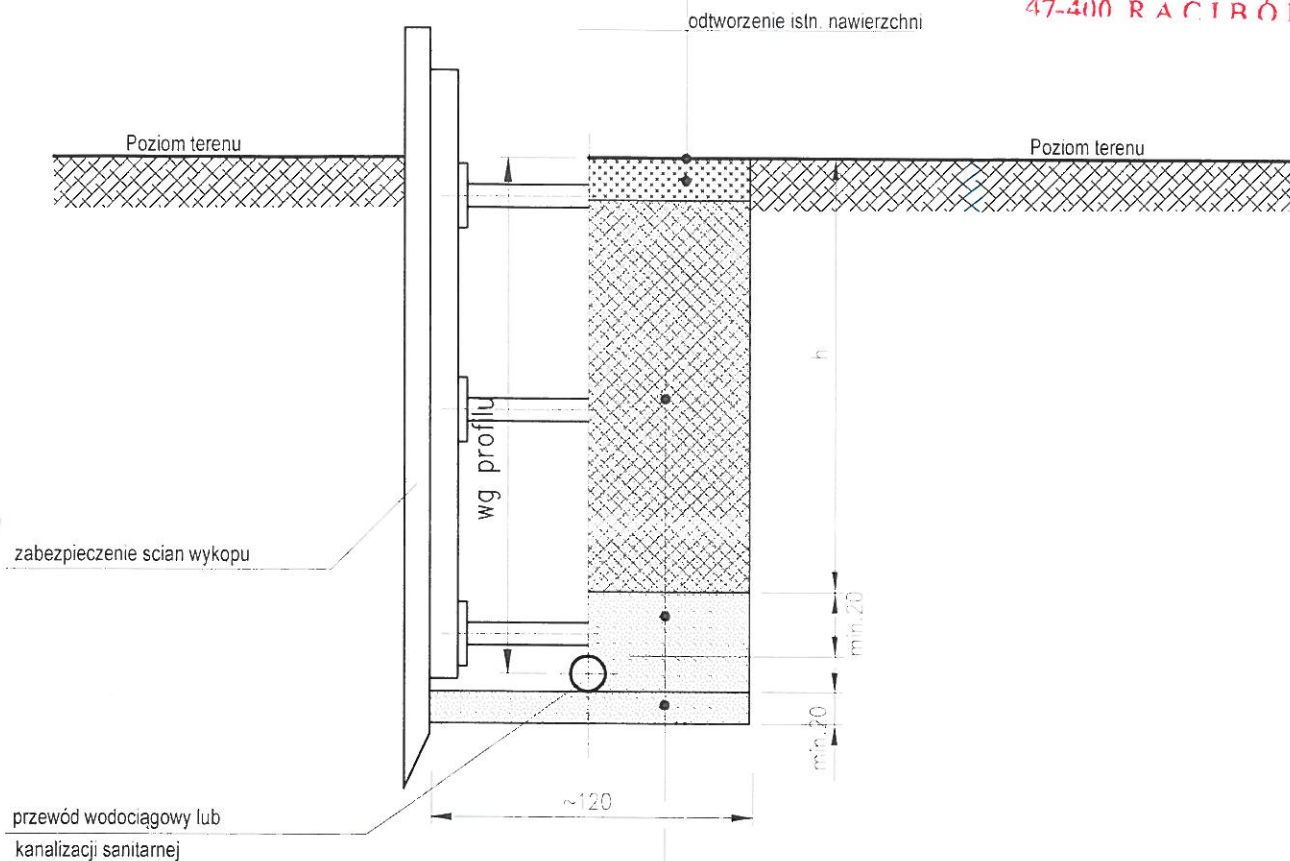 odtworzenie istn. nawierzchni
47-400 RACIBÓ
Poziom terenu
Poziom terenu
h
wg profilu
zabezpieczenie scian wykopu
min.20
min.20
~120
przewód wodociągowy lub
kanalizacji sanitarnej